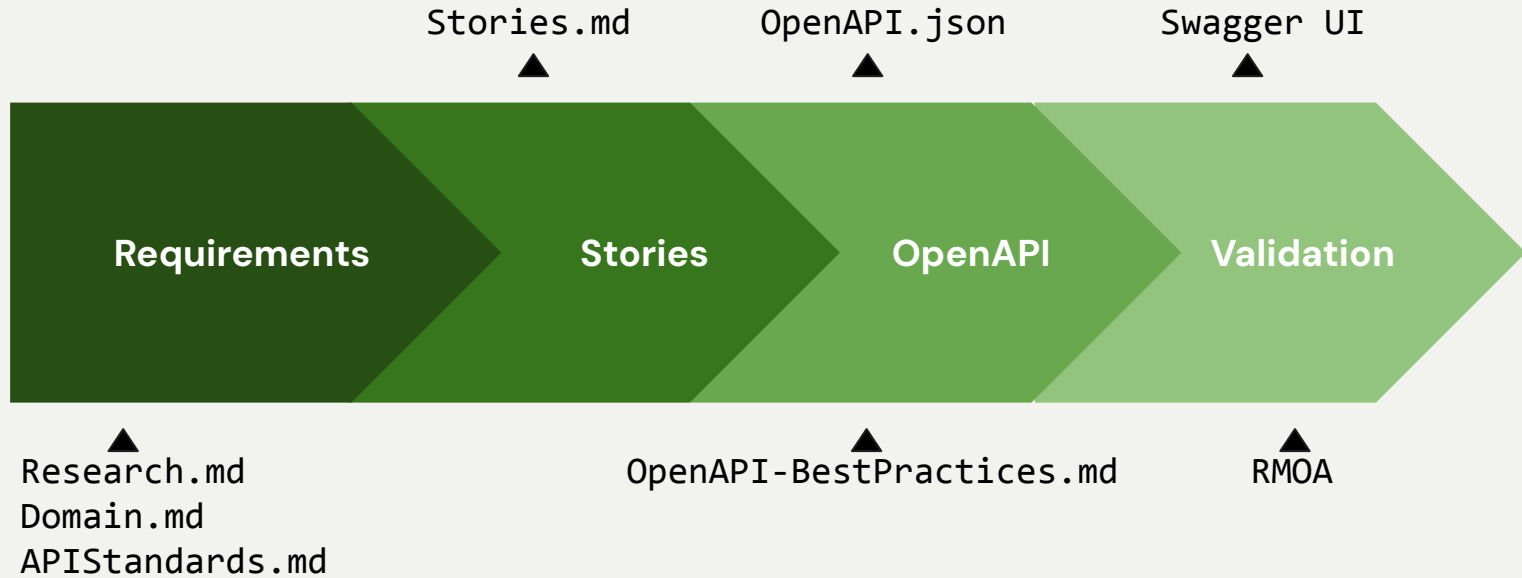 Stories.md
OpenAPI.json
Swagger UI
Requirements
Stories
OpenAPI
Validation
Research.md
Domain.md
APIStandards.md
OpenAPI-BestPractices.md
RMOA